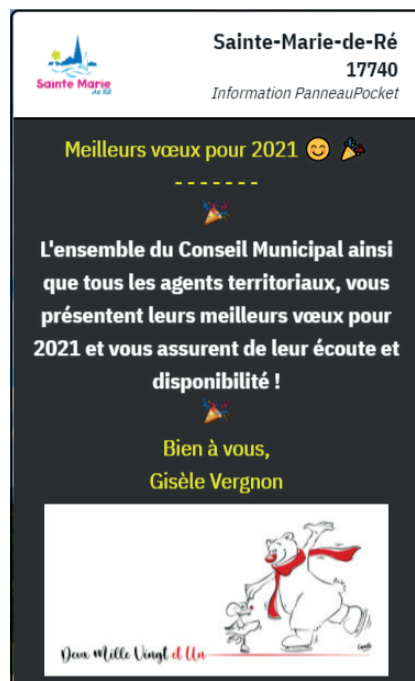 Sainte Marie
de Ré
Sainte-Marie-de-Ré
17740
Information PanneauPocket
Meilleurs vœux pour 2021 😊 🎉
- - - - - - -
🎉
L'ensemble du Conseil Municipal ainsi
que tous les agents territoriaux, vous
présentent leurs meilleurs vœux pour
2021 et vous assurent de leur écoute et
disponibilité !
🎉
Bien à vous,
Gisèle Vergnon
Deux Mille Vingt et Un